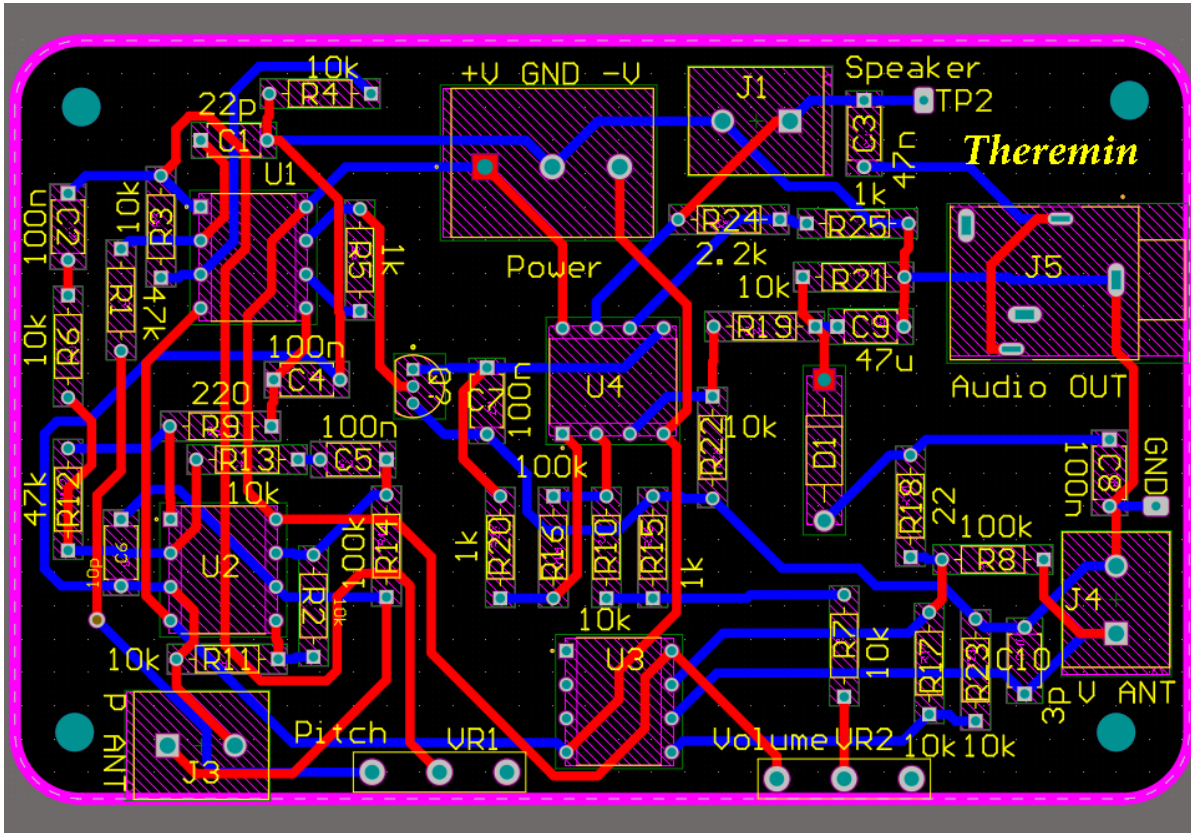 10k
R4
22p
C1
U1
+V GND -V
J1
Speaker
TP2
C3
47n
Theremin
100n
C2
10k
R3
R1
47k
R5
1k
Power
R24
2.2k
1k
R25
10k
R21
J5
R19
C9
47u
Audio OUT
10k
R6
100n
C4
220
R9
R13
10k
100n
C5
C7
100n
U4
R22
10k
D1
47k
R12
C6
10p
U2
R2
10k
100k
R14
100k
1k
R20
R16
R10
R15
1k
10k
R18
22
100k
R8
C8
100n
GND
J4
V ANT
10k
R11
P ANT
J3
Pitch
VR1
U3
R7
10k
R17
R23
C10
3p
Volume
VR2
10k
10k